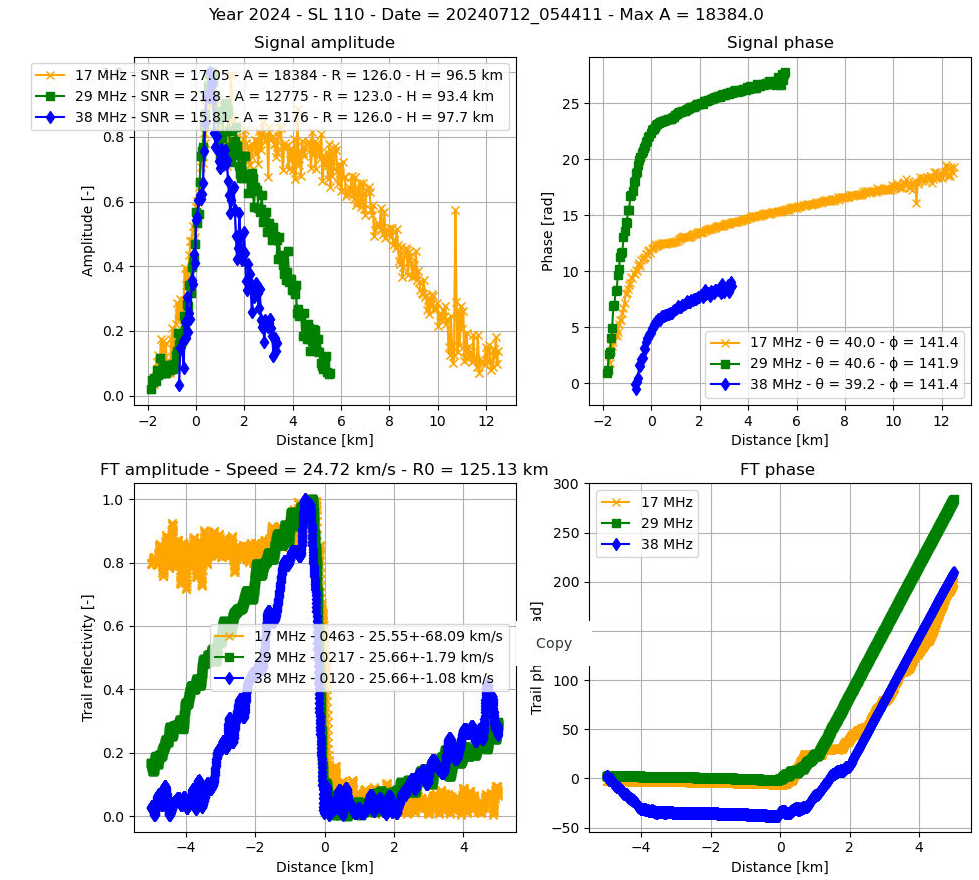 Year 2024 - SL 110 - Date = 20240712_054411 - Max A = 18384.0
Signal amplitude
17 MHz - SNR = 17.05 - A = 18384 - R = 126.0 - H = 96.5 km
29 MHz - SNR = 21.8 - A = 12775 - R = 123.0 - H = 93.4 km
38 MHz - SNR = 15.81 - A = 3176 - R = 126.0 - H = 97.7 km
0.8
0.6
0.4
0.2
0.0
Amplitude [-]
−2 0 2 4 6 8 10 12
Distance [km]
Signal phase
25
20
15
10
5
0
Phase [rad]
17 MHz - θ = 40.0 - ϕ = 141.4
29 MHz - θ = 40.6 - ϕ = 141.9
38 MHz - θ = 39.2 - ϕ = 141.4
−2 0 2 4 6 8 10 12
Distance [km]
FT amplitude - Speed = 24.72 km/s - R0 = 125.13 km
1.0
0.8
0.6
0.4
0.2
0.0
Trail reflectivity [-]
17 MHz - 0463 - 25.55+-68.09 km/s
29 MHz - 0217 - 25.66+-1.79 km/s
38 MHz - 0120 - 25.66+-1.08 km/s
−4 −2 0 2 4
Distance [km]
FT phase
17 MHz
29 MHz
38 MHz
300
250
200
100
50
0
−50
Trail ph
ad]
Copy
−4 −2 0 2 4
Distance [km]